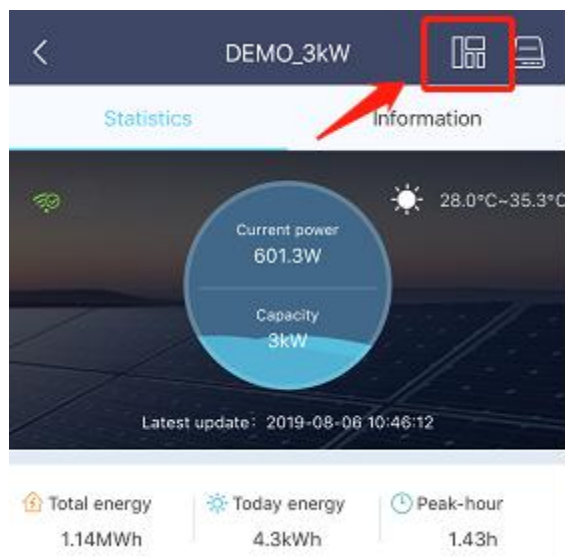 DEMO_3kW
Statistics Information
28.0°C~35.3°C
Current power
601.3W
Capacity
3kW
Latest update: 2019-08-06 10:46:12
Total energy Today energy Peak-hour
1.14MWh 4.3kWh 1.43h